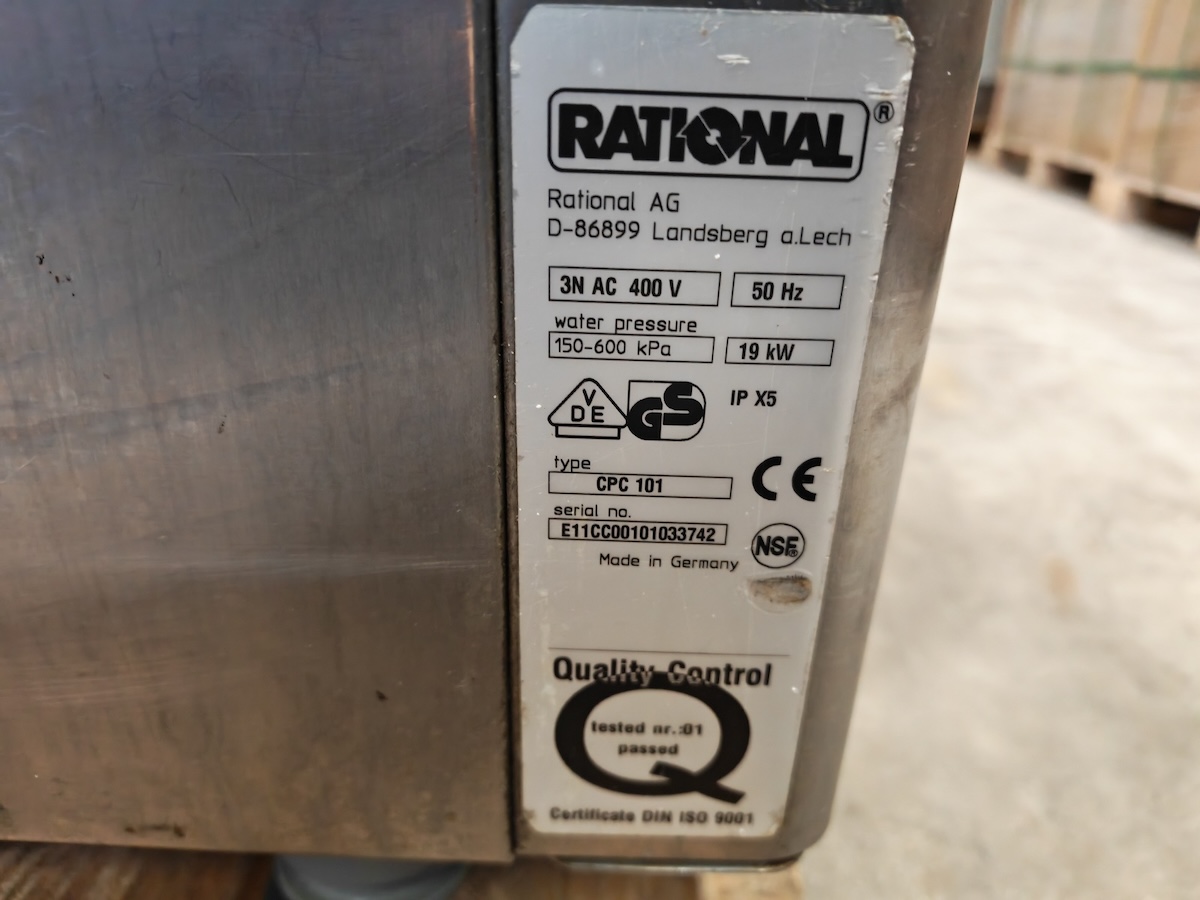 RATIONAL ®
Rational AG
D-86899 Landsberg a.Lech
3N AC 400 V 50 Hz
water pressure
150-600 kPa 19 kW
VDE GS IP X5
type
CPC 101 CE
serial no.
E11CC00101033742
NSF®
Made in Germany
Quality Control
tested nr.:01
passed
Certificate DIN ISO 9001